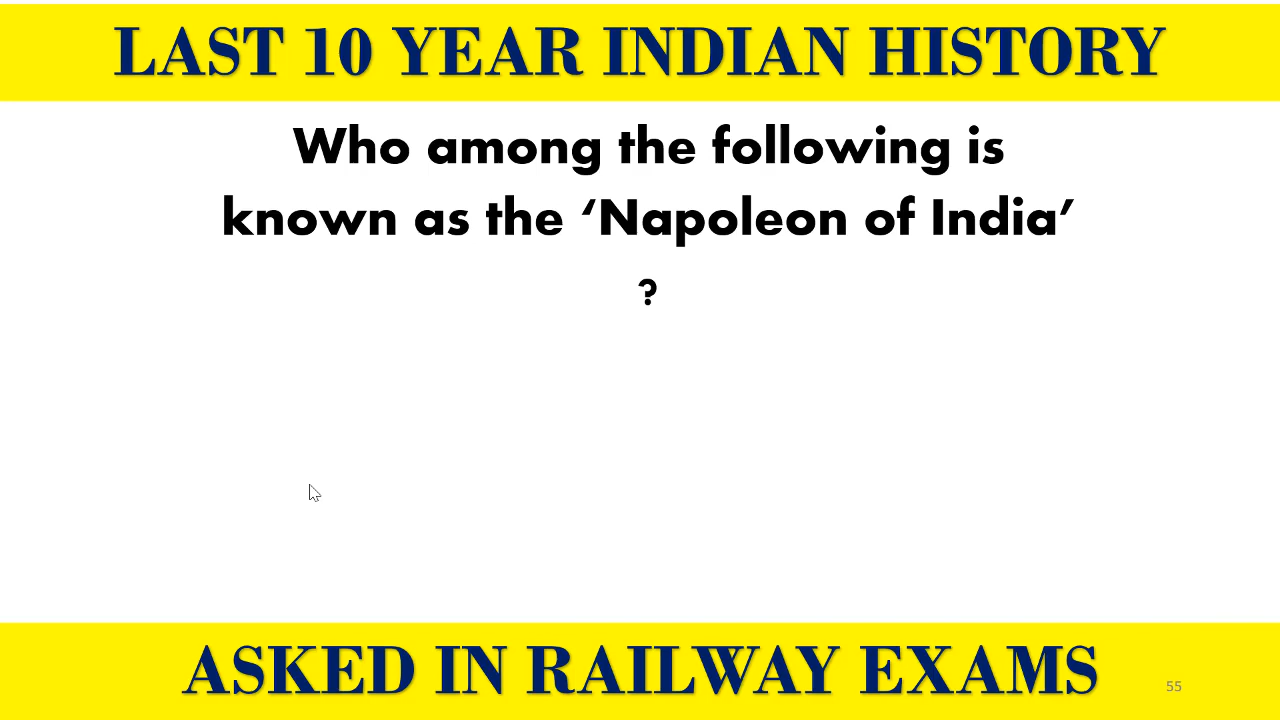 LAST 10 YEAR INDIAN HISTORY
Who among the following is
known as the ‘Napoleon of India’
?
ASKED IN RAILWAY EXAMS
55